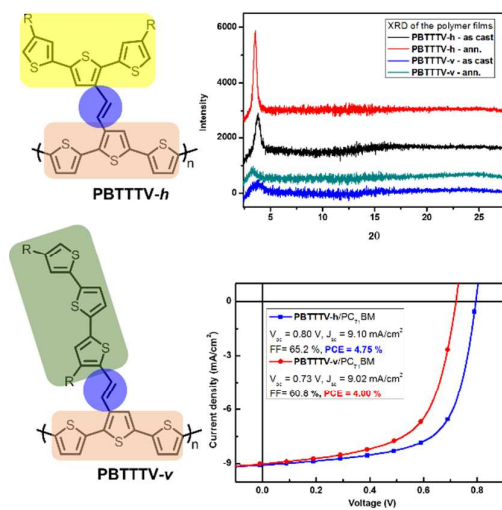 R
R
S
S
S
S
S
S
n
PBTTTV-h
XRD of the polymer films
PBTTTV-h - as cast
PBTTTV-h - ann.
PBTTTV-v - as cast
PBTTTV-v - ann.
Intensity
6000
4000
2000
0
5
10
15
20
25
2θ
R
S
S
S
R
S
S
S
n
PBTTTV-v
PBTTTV-h/PC71BM
Voc = 0.80 V, Jsc = 9.10 mA/cm²
FF= 65.2 %, PCE = 4.75 %
PBTTTV-v/PC71BM
Voc = 0.73 V, Jsc = 9.02 mA/cm²
FF= 60.8 %, PCE = 4.00 %
Current density (mA/cm²)
0
-3
-6
-9
0.0
0.2
0.4
0.6
0.8
Voltage (V)